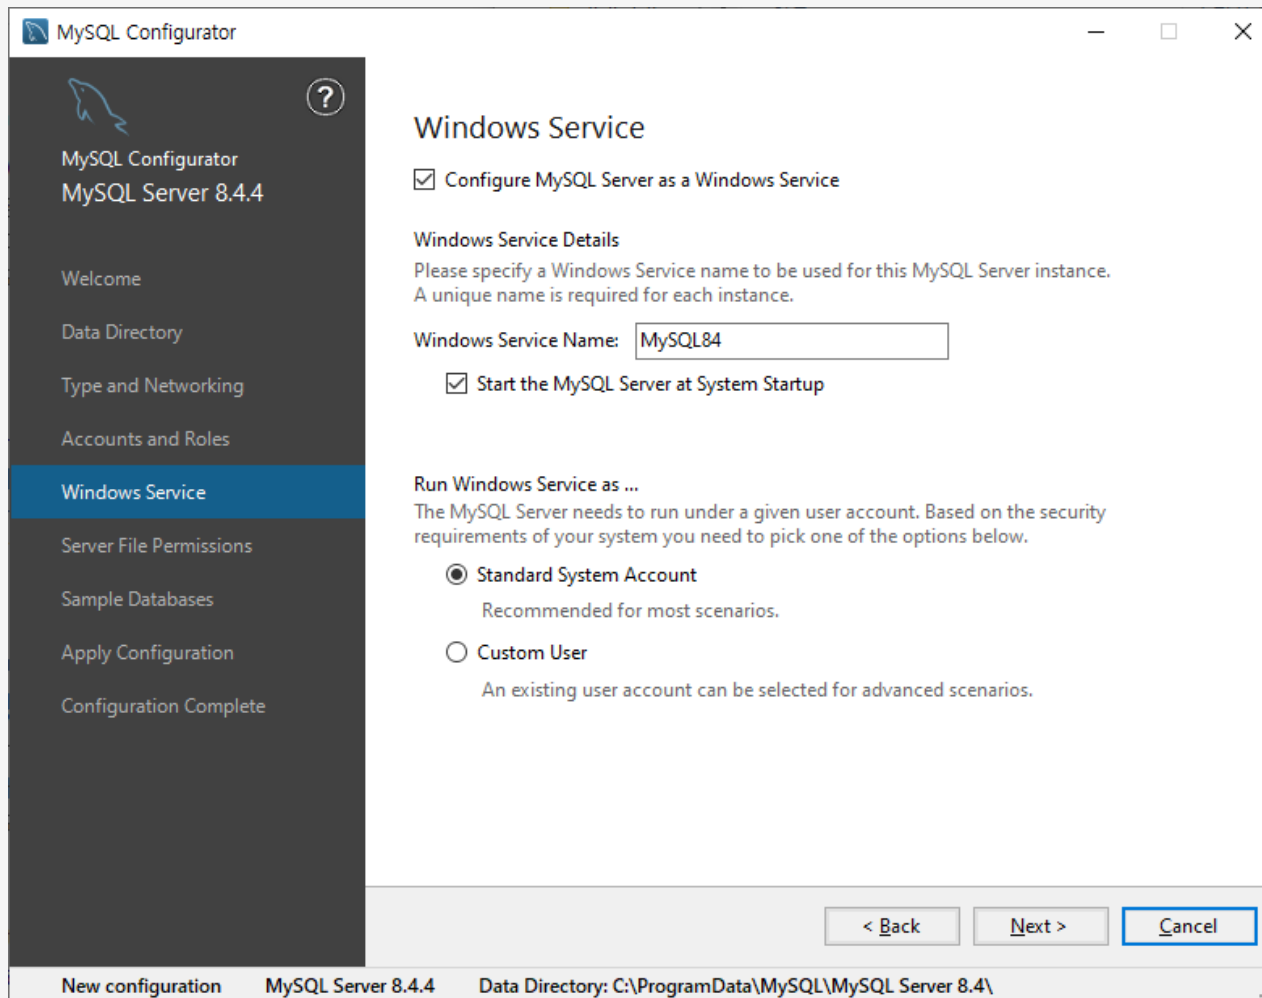 MySQL Configurator
?
MySQL Configurator
MySQL Server 8.4.4
Welcome
Data Directory
Type and Networking
Accounts and Roles
Windows Service
Server File Permissions
Sample Databases
Apply Configuration
Configuration Complete
Windows Service
Configure MySQL Server as a Windows Service
Windows Service Details
Please specify a Windows Service name to be used for this MySQL Server instance.
A unique name is required for each instance.
Windows Service Name: MySQL84
Start the MySQL Server at System Startup
Run Windows Service as ...
The MySQL Server needs to run under a given user account. Based on the security
requirements of your system you need to pick one of the options below.
Standard System Account
Recommended for most scenarios.
Custom User
An existing user account can be selected for advanced scenarios.
< Back Next > Cancel
New configuration MySQL Server 8.4.4 Data Directory: C:\ProgramData\MySQL\MySQL Server 8.4\